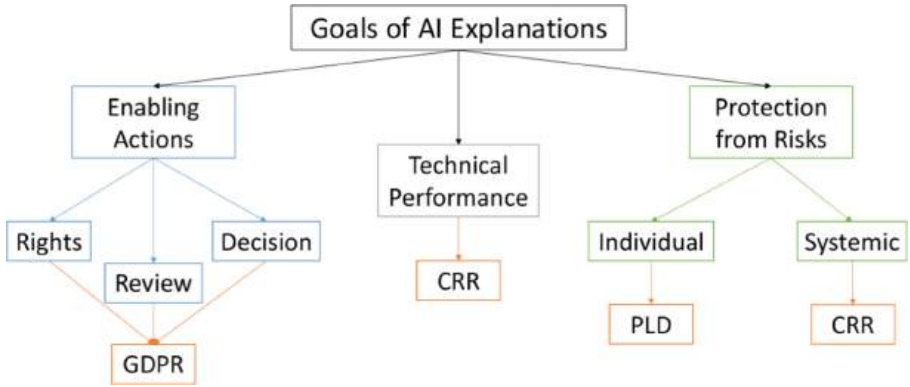 Goals of AI Explanations
Enabling
Actions
Technical
Performance
Protection
from Risks
Rights
Review
Decision
GDPR
CRR
Individual
Systemic
PLD
CRR